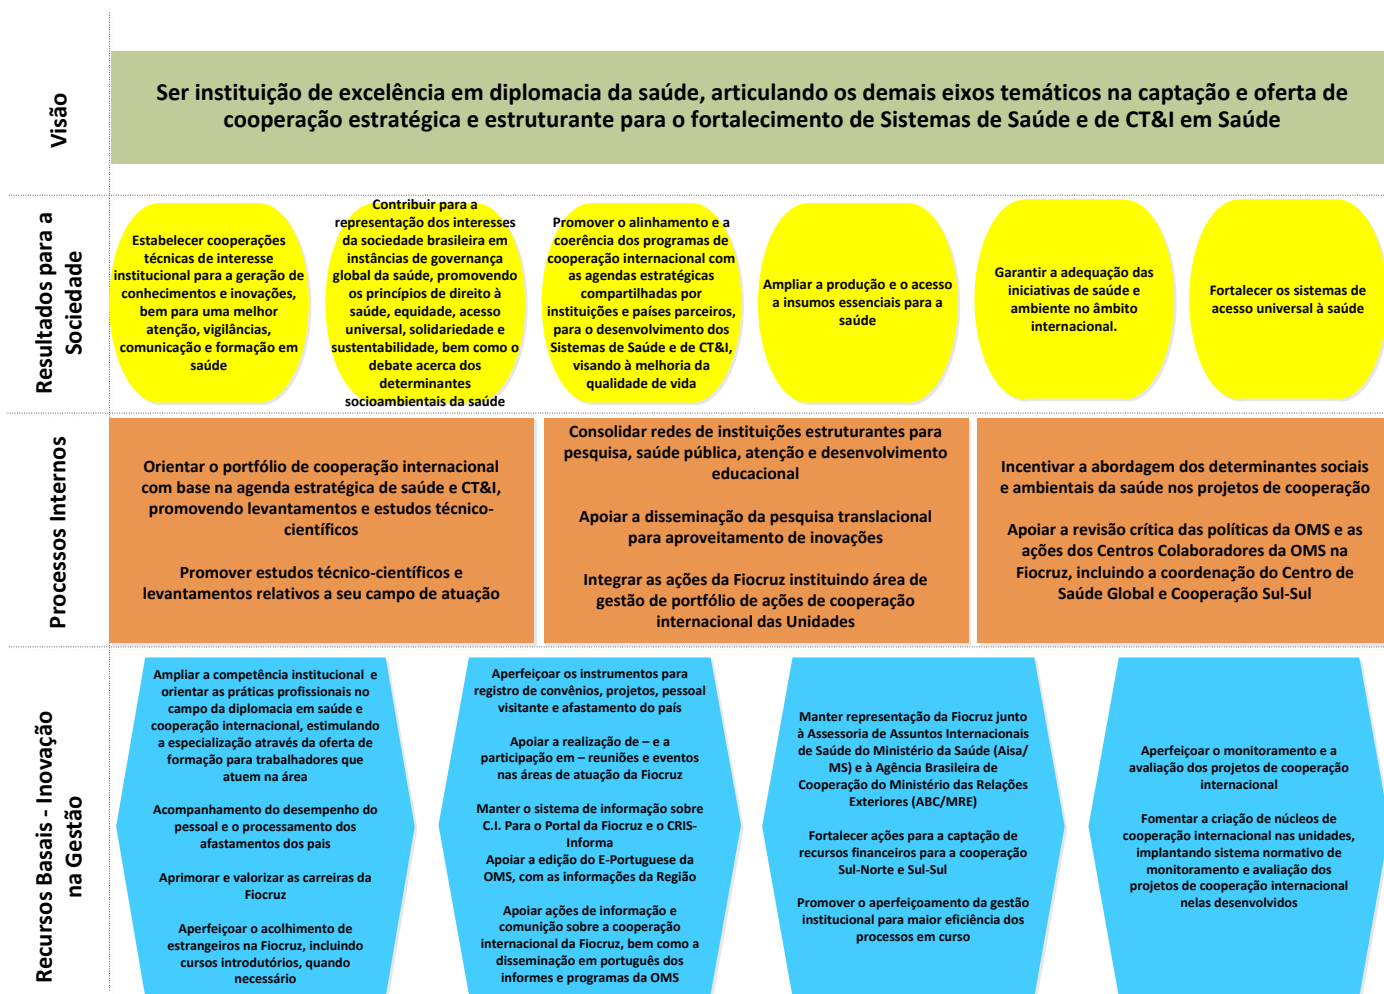 Visão
Ser instituição de excelência em diplomacia da saúde, articulando os demais eixos temáticos na captação e oferta de
cooperação estratégica e estruturante para o fortalecimento de Sistemas de Saúde e de CT&I em Saúde
Resultados para a
Sociedade
Estabelecer cooperações
técnicas de interesse
institucional para a geração de
conhecimentos e inovações,
bem para uma melhor
atenção, vigilâncias,
comunicação e formação em
saúde
Contribuir para a
representação dos interesses
da sociedade brasileira em
instâncias de governança
global da saúde, promovendo
os princípios de direito à
saúde, equidade, acesso
universal, solidariedade e
sustentabilidade, bem como o
debate acerca dos
determinantes
socioambientais da saúde
Promover o alinhamento e a
coerência dos programas de
cooperação internacional com
as agendas estratégicas
compartilhadas por
instituições e países parceiros,
para o desenvolvimento dos
Sistemas de Saúde e de CT&I,
visando à melhoria da
qualidade de vida
Ampliar a produção e o acesso
a insumos essenciais para a
saúde
Garantir a adequação das
iniciativas de saúde e
ambiente no âmbito
internacional.
Fortalecer os sistemas de
acesso universal à saúde
Processos Internos
Orientar o portfólio de cooperação internacional
com base na agenda estratégica de saúde e CT&I,
promovendo levantamentos e estudos técnico-
científicos
Promover estudos técnico-científicos e
levantamentos relativos a seu campo de atuação
Consolidar redes de instituições estruturantes para
pesquisa, saúde pública, atenção e desenvolvimento
educacional
Apoiar a disseminação da pesquisa translacional
para aproveitamento de inovações
Integrar as ações da Fiocruz instituindo área de
gestão de portfólio de ações de cooperação
internacional das Unidades
Incentivar a abordagem dos determinantes sociais
e ambientais da saúde nos projetos de cooperação
Apoiar a revisão crítica das políticas da OMS e as
ações dos Centros Colaboradores da OMS na
Fiocruz, incluindo a coordenação do Centro de
Saúde Global e Cooperação Sul-Sul
Recursos Basais - Inovação
na Gestão
Ampliar a competência institucional e
orientar as práticas profissionais no
campo da diplomacia em saúde e
cooperação internacional, estimulando
a especialização através da oferta de
formação para trabalhadores que
atuem na área
Acompanhamento do desempenho do
pessoal e o processamento dos
afastamentos dos pais
Aprimorar e valorizar as carreiras da
Fiocruz
Aperfeiçoar o acolhimento de
estrangeiros na Fiocruz, incluindo
cursos introdutórios, quando
necessário
Aperfeiçoar os instrumentos para
registro de convênios, projetos, pessoal
visitante e afastamento do país
Apoiar a realização de – e a
participação em – reuniões e eventos
nas áreas de atuação da Fiocruz
Manter o sistema de informação sobre
C.I. Para o Portal da Fiocruz e o CRIS-
Informa
Apoiar a edição do E-Portuguese da
OMS, com as informações da Região
Apoiar ações de informação e
comunição sobre a cooperação
internacional da Fiocruz, bem como a
disseminação em português dos
informes e programas da OMS
Manter representação da Fiocruz junto
à Assessoria de Assuntos Internacionais
de Saúde do Ministério da Saúde (Aisa/
MS) e à Agência Brasileira de
Cooperação do Ministério das Relações
Exteriores (ABC/MRE)
Fortalecer ações para a captação de
recursos financeiros para a cooperação
Sul-Norte e Sul-Sul
Promover o aperfeiçoamento da gestão
institucional para maior eficiência dos
processos em curso
Aperfeiçoar o monitoramento e a
avaliação dos projetos de cooperação
internacional
Fomentar a criação de núcleos de
cooperação internacional nas unidades,
implantando sistema normativo de
monitoramento e avaliação dos
projetos de cooperação internacional
nelas desenvolvidos